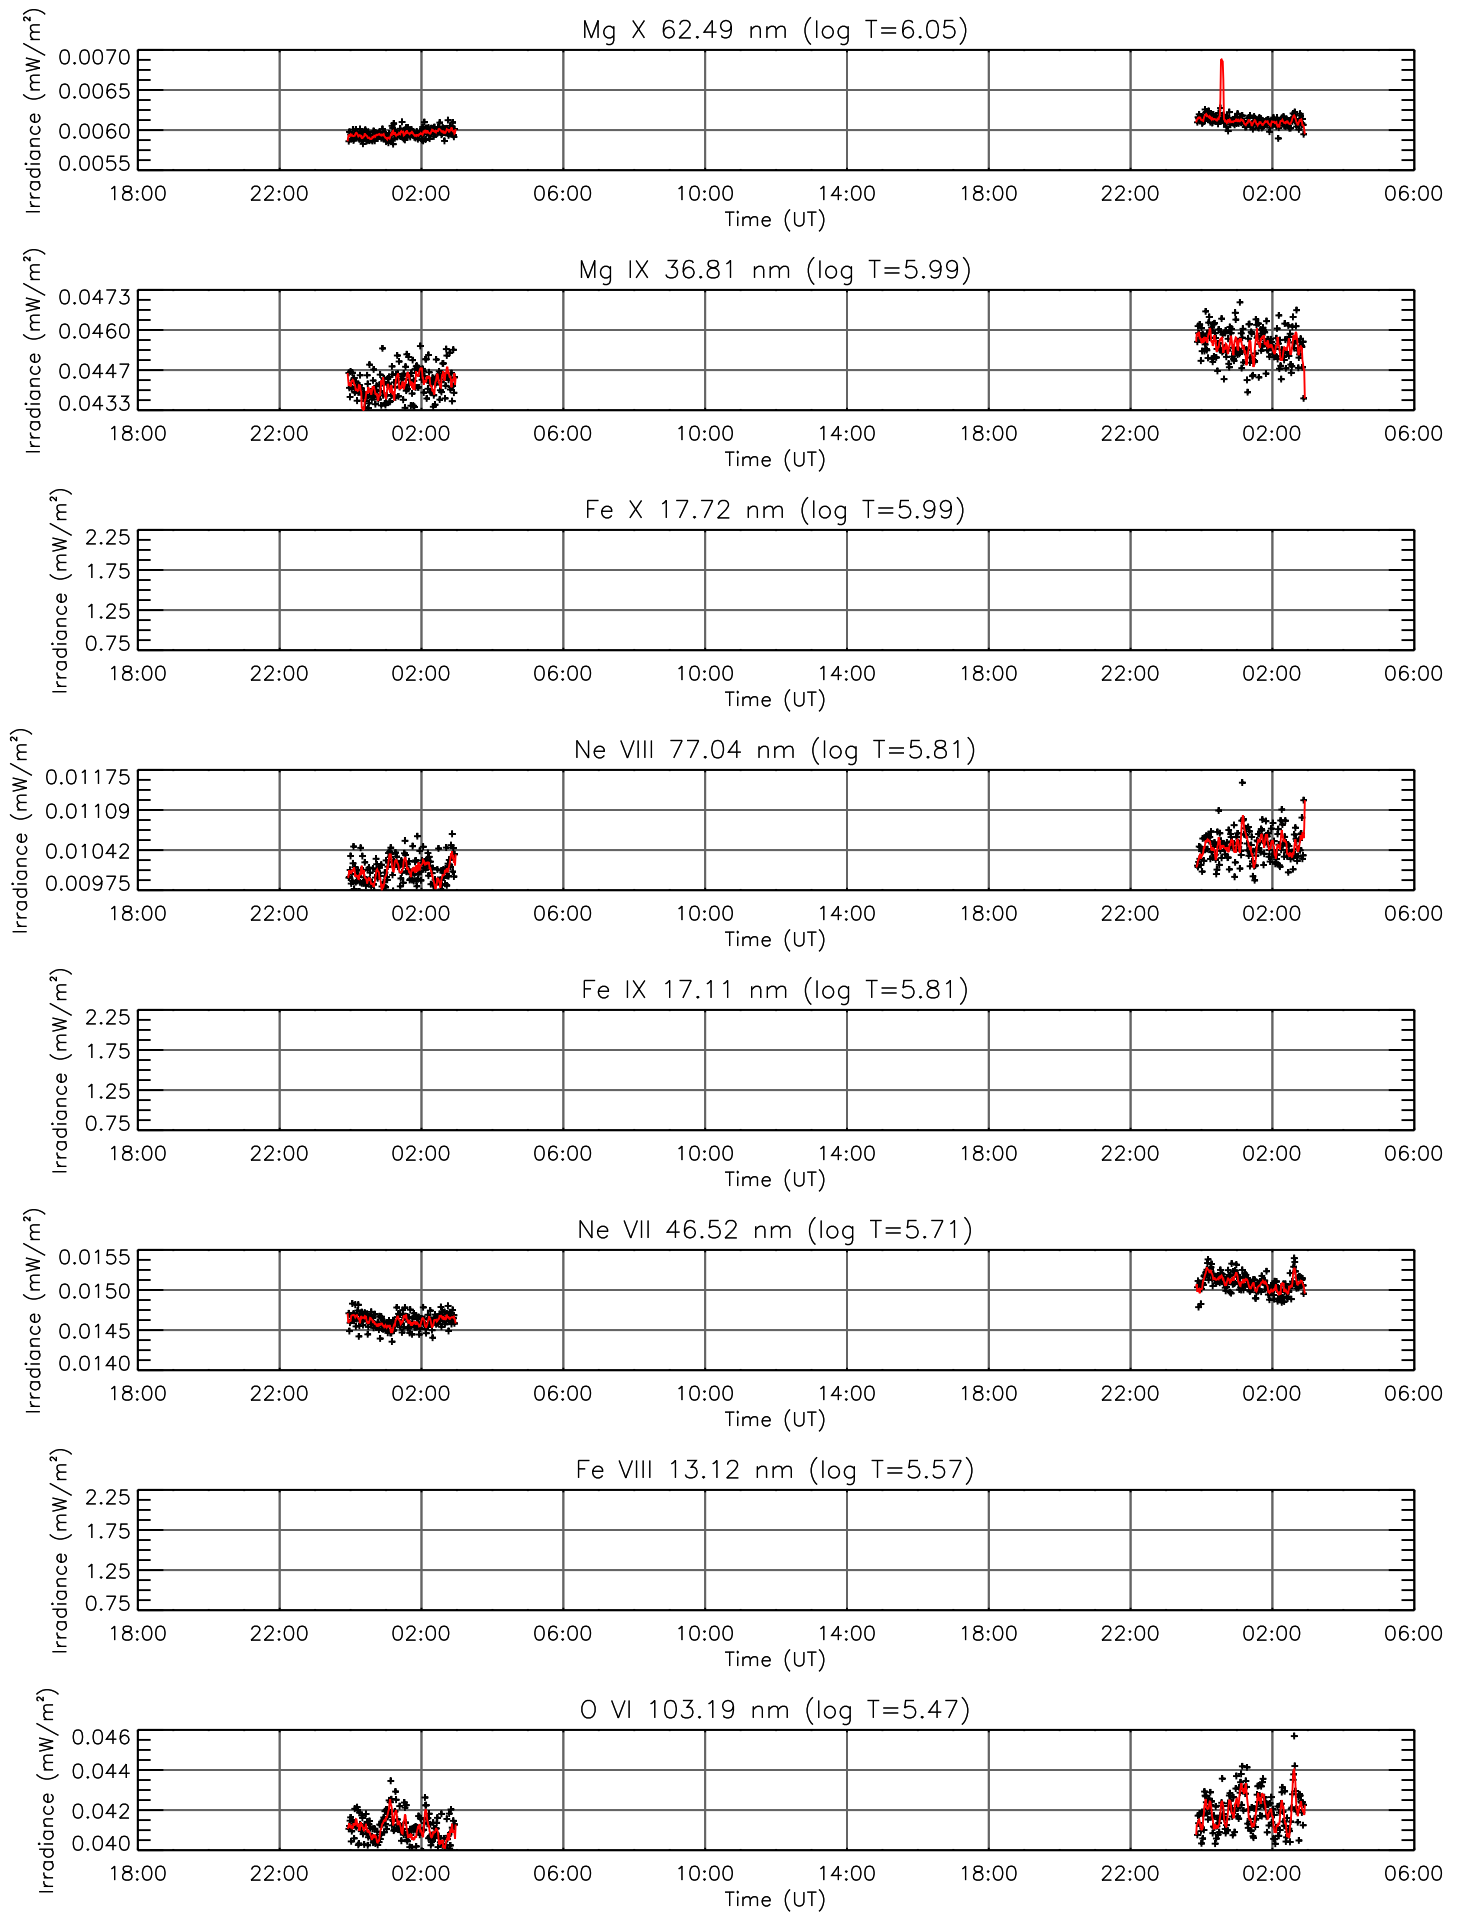 Mg X 62.49 nm (log T=6.05)
Irradiance (mW/m²)
0.0070
0.0065
0.0060
0.0055
18:00 22:00 02:00 06:00 10:00 14:00 18:00 22:00 02:00 06:00
Time (UT)
Mg IX 36.81 nm (log T=5.99)
Irradiance (mW/m²)
0.0473
0.0460
0.0447
0.0433
18:00 22:00 02:00 06:00 10:00 14:00 18:00 22:00 02:00 06:00
Time (UT)
Fe X 17.72 nm (log T=5.99)
Irradiance (mW/m²)
2.25
1.75
1.25
0.75
18:00 22:00 02:00 06:00 10:00 14:00 18:00 22:00 02:00 06:00
Time (UT)
Ne VIII 77.04 nm (log T=5.81)
Irradiance (mW/m²)
0.01175
0.01109
0.01042
0.00975
18:00 22:00 02:00 06:00 10:00 14:00 18:00 22:00 02:00 06:00
Time (UT)
Fe IX 17.11 nm (log T=5.81)
Irradiance (mW/m²)
2.25
1.75
1.25
0.75
18:00 22:00 02:00 06:00 10:00 14:00 18:00 22:00 02:00 06:00
Time (UT)
Ne VII 46.52 nm (log T=5.71)
Irradiance (mW/m²)
0.0155
0.0150
0.0145
0.0140
18:00 22:00 02:00 06:00 10:00 14:00 18:00 22:00 02:00 06:00
Time (UT)
Fe VIII 13.12 nm (log T=5.57)
Irradiance (mW/m²)
2.25
1.75
1.25
0.75
18:00 22:00 02:00 06:00 10:00 14:00 18:00 22:00 02:00 06:00
Time (UT)
O VI 103.19 nm (log T=5.47)
Irradiance (mW/m²)
0.046
0.044
0.042
0.040
18:00 22:00 02:00 06:00 10:00 14:00 18:00 22:00 02:00 06:00
Time (UT)